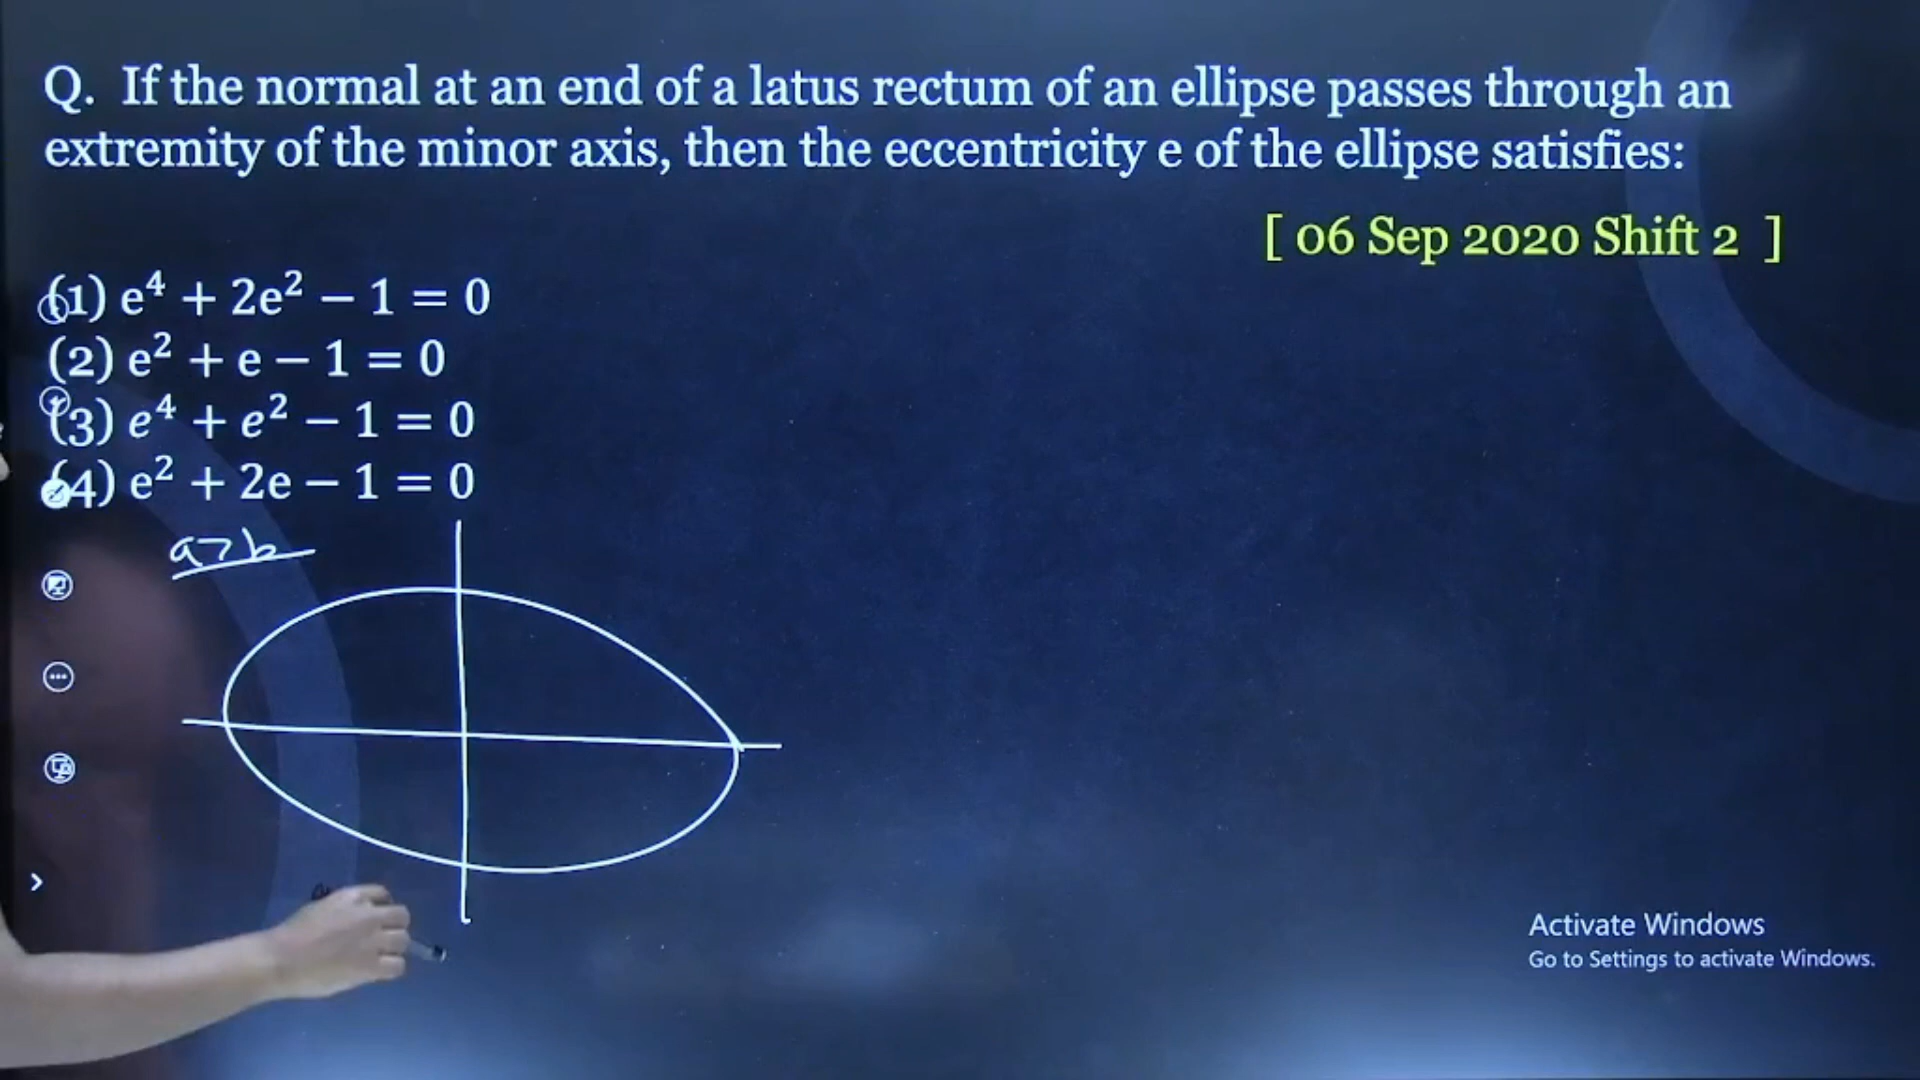 Q. If the normal at an end of a latus rectum of an ellipse passes through an
extremity of the minor axis, then the eccentricity e of the ellipse satisfies:
[ 06 Sep 2020 Shift 2 ]
(1) e⁴ + 2e² − 1 = 0
(2) e² + e − 1 = 0
(3) e⁴ + e² − 1 = 0
(4) e² + 2e − 1 = 0
a>b
Activate Windows
Go to Settings to activate Windows.